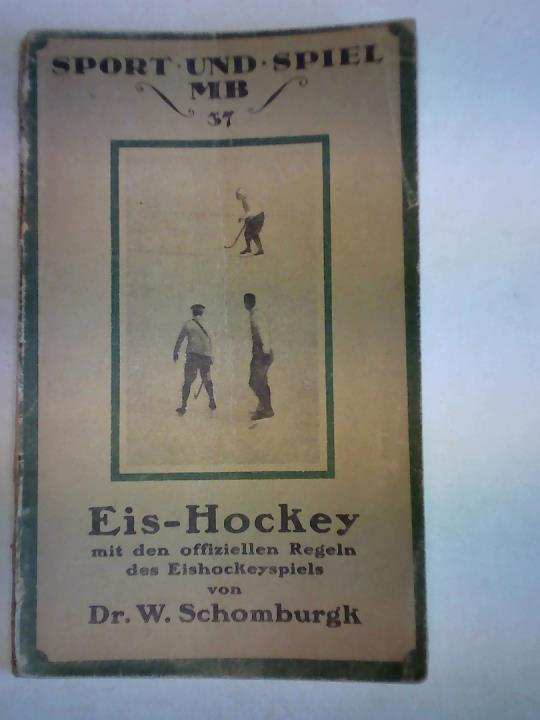 SPORT · UND · SPIEL
MB
37
Eis-Hockey
mit den offiziellen Regeln
des Eishockeyspiels
von
Dr. W. Schomburgk